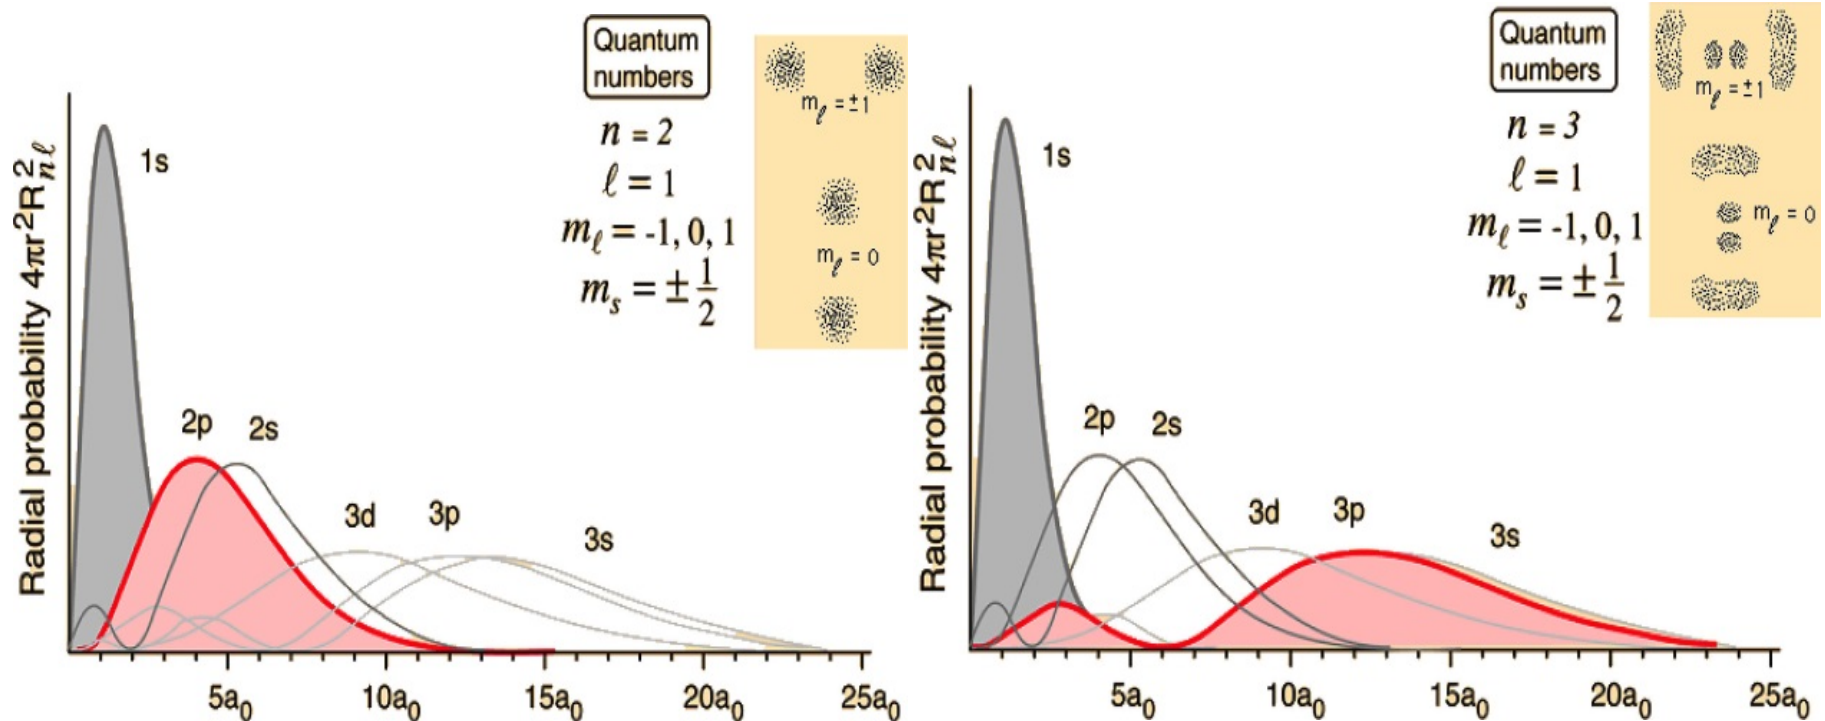 Radial probability 4πr²R²nℓ
Quantum
numbers
n = 2
ℓ = 1
mℓ = -1, 0, 1
ms = ± 1/2
mℓ = ±1
mℓ = 0
1s
2p
2s
3d
3p
3s
5a₀
10a₀
15a₀
20a₀
25a₀
Radial probability 4πr²R²nℓ
Quantum
numbers
n = 3
ℓ = 1
mℓ = -1, 0, 1
ms = ± 1/2
mℓ = ±1
mℓ = 0
1s
2p
2s
3d
3p
3s
5a₀
10a₀
15a₀
20a₀
25a₀